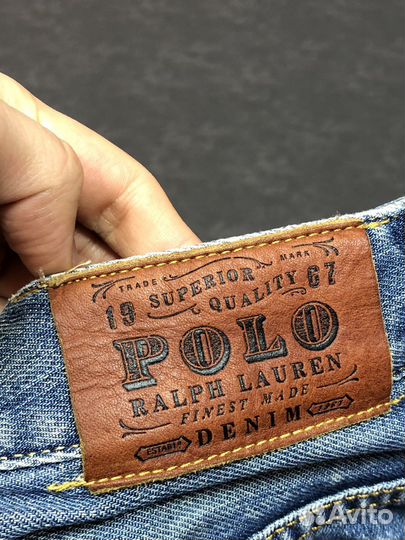 TRADE MARK
SUPERIOR
19 QUALITY 67
POLO
RALPH LAUREN
FINEST MADE
DENIM
Avito